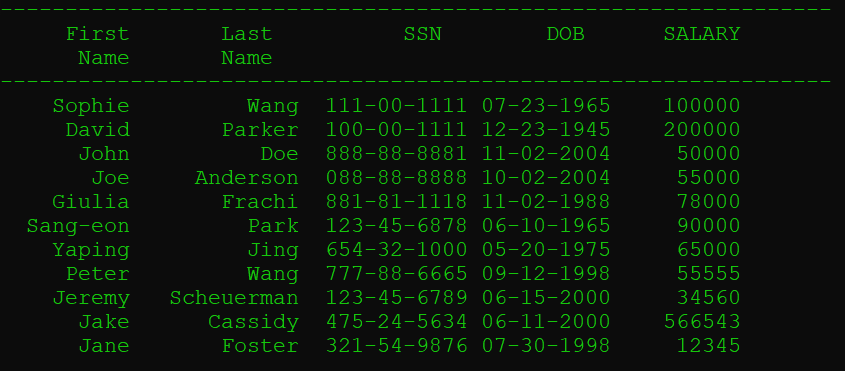 First Last SSN DOB SALARY
Name Name
Sophie Wang 111-00-1111 07-23-1965 100000
David Parker 100-00-1111 12-23-1945 200000
John Doe 888-88-8881 11-02-2004 50000
Joe Anderson 088-88-8888 10-02-2004 55000
Giulia Frachi 881-81-1118 11-02-1988 78000
Sang-eon Park 123-45-6878 06-10-1965 90000
Yaping Jing 654-32-1000 05-20-1975 65000
Peter Wang 777-88-6665 09-12-1998 55555
Jeremy Scheuerman 123-45-6789 06-15-2000 34560
Jake Cassidy 475-24-5634 06-11-2000 566543
Jane Foster 321-54-9876 07-30-1998 12345